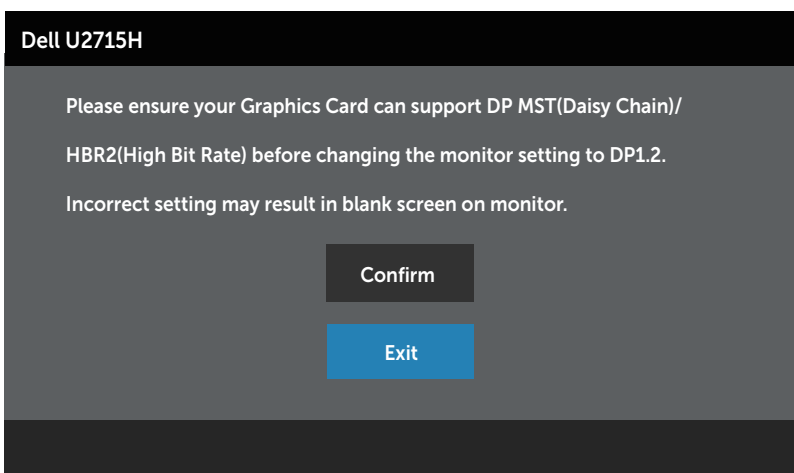 Dell U2715H
Please ensure your Graphics Card can support DP MST(Daisy Chain)/
HBR2(High Bit Rate) before changing the monitor setting to DP1.2.
Incorrect setting may result in blank screen on monitor.
Confirm
Exit